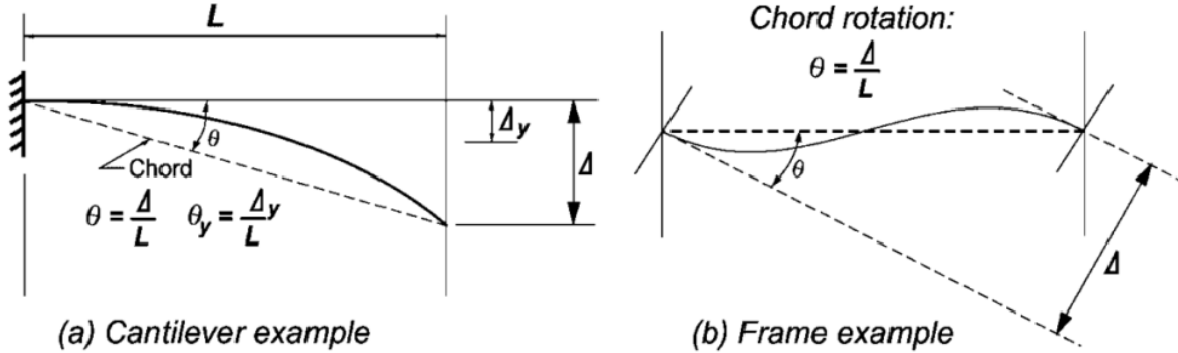 L
Δy
θ
Δ
Chord
θ = Δ/L θy = Δy/L
(a) Cantilever example
Chord rotation:
θ = Δ/L
θ
Δ
(b) Frame example